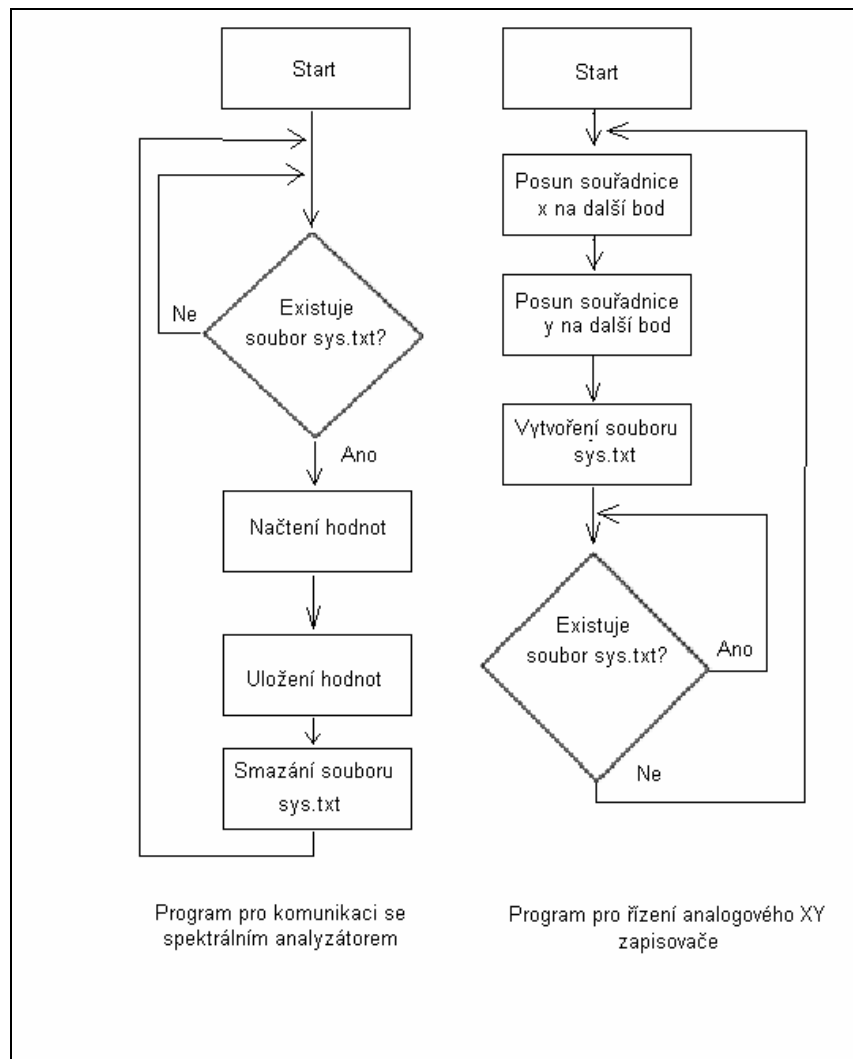 Start
Ne
Existuje
soubor sys.txt?
Ano
Načtení hodnot
Uložení hodnot
Smazání souboru
sys.txt
Program pro komunikaci se
spektrálním analyzátorem
Start
Posun souřadnice
x na další bod
Posun souřadnice
y na další bod
Vytvoření souboru
sys.txt
Existuje
soubor sys.txt?
Ano
Ne
Program pro řízení analogového XY
zapisovače